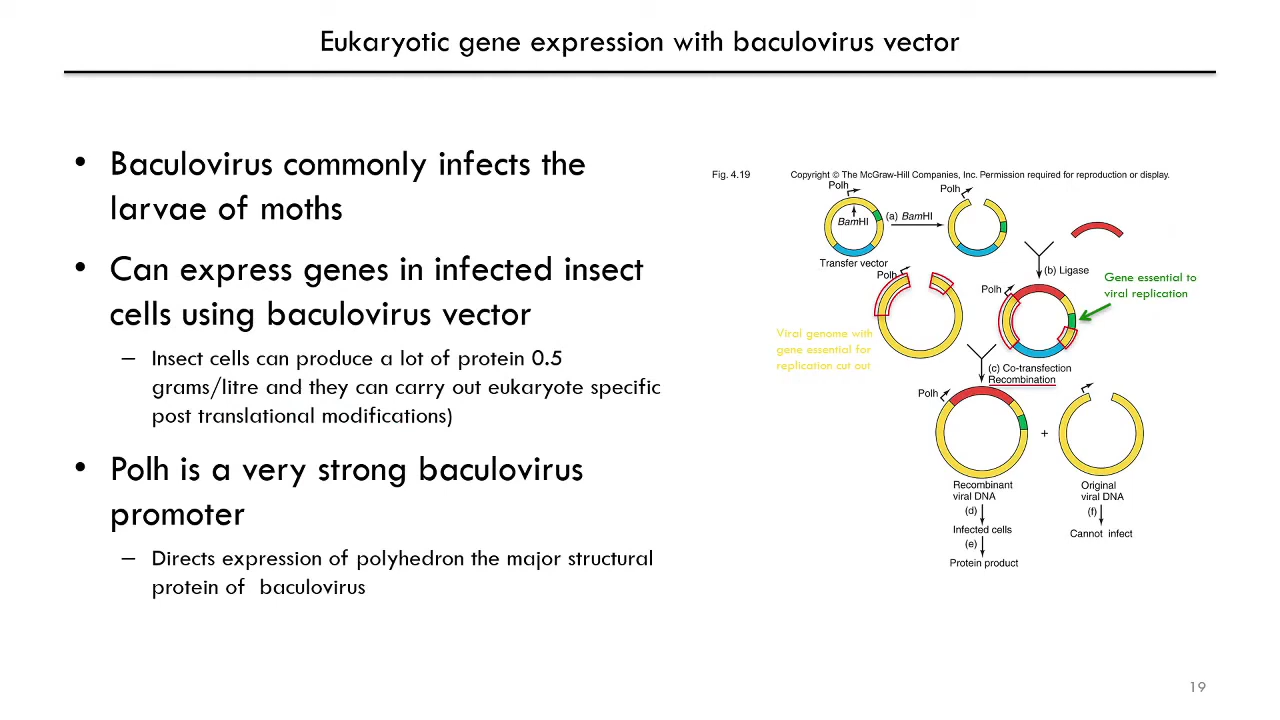 Eukaryotic gene expression with baculovirus vector
• Baculovirus commonly infects the
larvae of moths
• Can express genes in infected insect
cells using baculovirus vector
– Insect cells can produce a lot of protein 0.5
grams/litre and they can carry out eukaryote specific
post translational modifications)
• Polh is a very strong baculovirus
promoter
– Directs expression of polyhedron the major structural
protein of baculovirus
Fig. 4.19
Copyright © The McGraw-Hill Companies, Inc. Permission required for reproduction or display.
Polh
Polh
BamHI
(a) BamHI
Transfer vector
Polh
(b) Ligase
Polh
Gene essential to
viral replication
Viral genome with
gene essential for
replication cut out
(c) Co-transfection
Recombination
Polh
+
Recombinant
viral DNA
Original
viral DNA
(d)
(f)
Infected cells
Cannot infect
(e)
Protein product
19